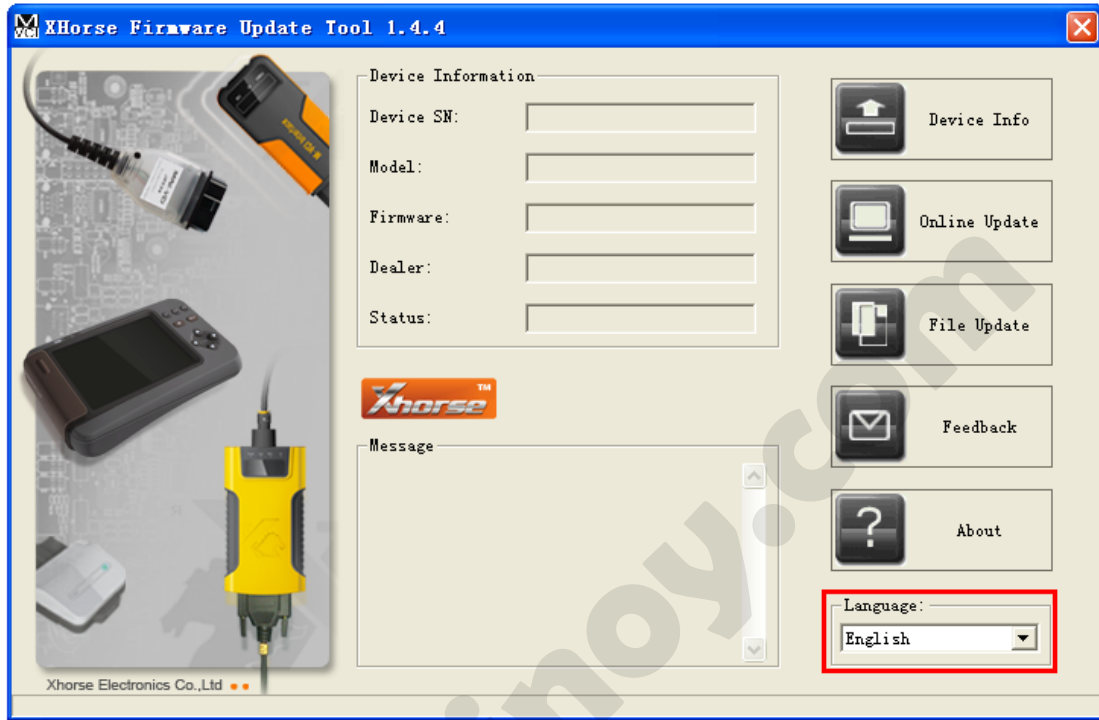 XHorse Firmware Update Tool 1.4.4
Device Information
Device SN:
Model:
Firmware:
Dealer:
Status:
Xhorse™
Message
Device Info
Online Update
File Update
Feedback
About
Language:
English
Xhorse Electronics Co.,Ltd